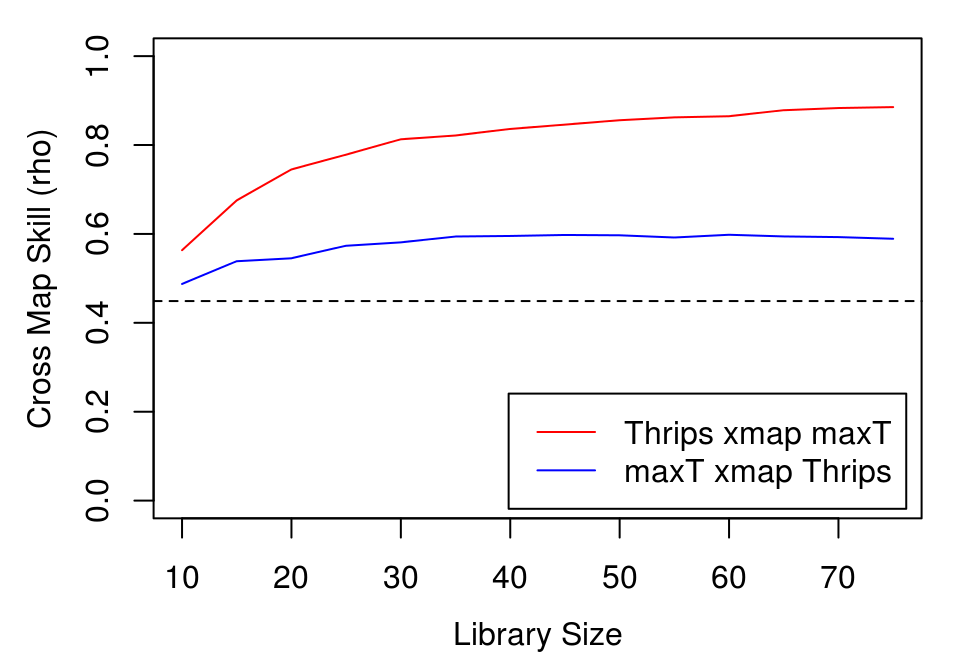 Cross Map Skill (rho)
1.0
0.8
0.6
0.4
0.2
0.0
Thrips xmap maxT
maxT xmap Thrips
10 20 30 40 50 60 70
Library Size